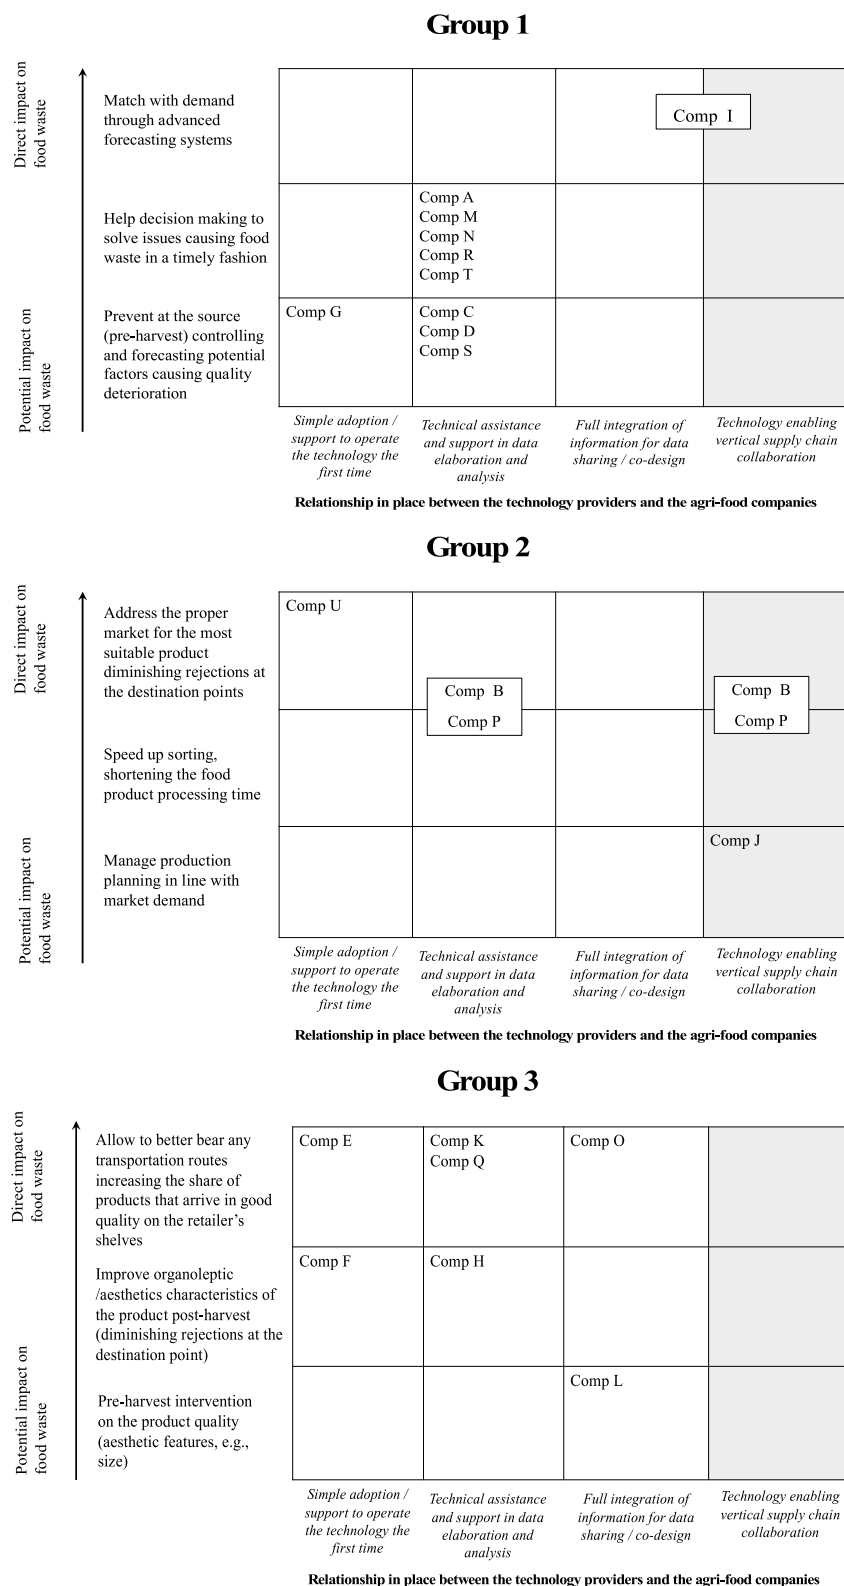 Group 1
Direct impact on
food waste
Potential impact on
food waste
Match with demand
through advanced
forecasting systems
Comp I
Help decision making to
solve issues causing food
waste in a timely fashion
Comp A
Comp M
Comp N
Comp R
Comp T
Prevent at the source
(pre-harvest) controlling
and forecasting potential
factors causing quality
deterioration
Comp G
Comp C
Comp D
Comp S
Simple adoption /
support to operate
the technology the
first time
Technical assistance
and support in data
elaboration and
analysis
Full integration of
information for data
sharing / co-design
Technology enabling
vertical supply chain
collaboration
Relationship in place between the technology providers and the agri-food companies
Group 2
Direct impact on
food waste
Potential impact on
food waste
Address the proper
market for the most
suitable product
diminishing rejections at
the destination points
Comp U
Comp B
Comp P
Comp B
Comp P
Speed up sorting,
shortening the food
product processing time
Manage production
planning in line with
market demand
Comp J
Simple adoption /
support to operate
the technology the
first time
Technical assistance
and support in data
elaboration and
analysis
Full integration of
information for data
sharing / co-design
Technology enabling
vertical supply chain
collaboration
Relationship in place between the technology providers and the agri-food companies
Group 3
Direct impact on
food waste
Potential impact on
food waste
Allow to better bear any
transportation routes
increasing the share of
products that arrive in good
quality on the retailer's
shelves
Comp E
Comp K
Comp Q
Comp O
Improve organoleptic
/aesthetics characteristics of
the product post-harvest
(diminishing rejections at the
destination point)
Comp F
Comp H
Pre-harvest intervention
on the product quality
(aesthetic features, e.g.,
size)
Comp L
Simple adoption /
support to operate
the technology the
first time
Technical assistance
and support in data
elaboration and
analysis
Full integration of
information for data
sharing / co-design
Technology enabling
vertical supply chain
collaboration
Relationship in place between the technology providers and the agri-food companies